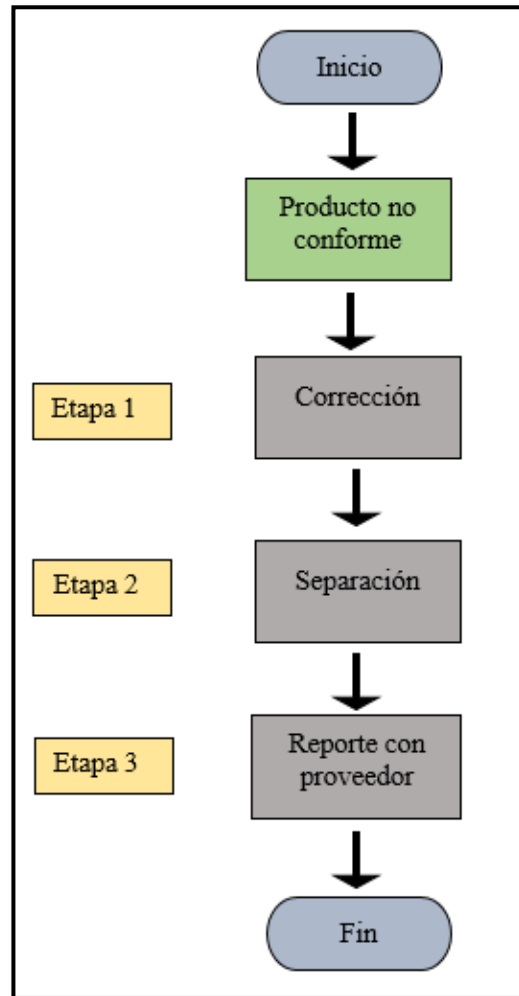 Inicio
Producto no
conforme
Etapa 1
Corrección
Etapa 2
Separación
Etapa 3
Reporte con
proveedor
Fin